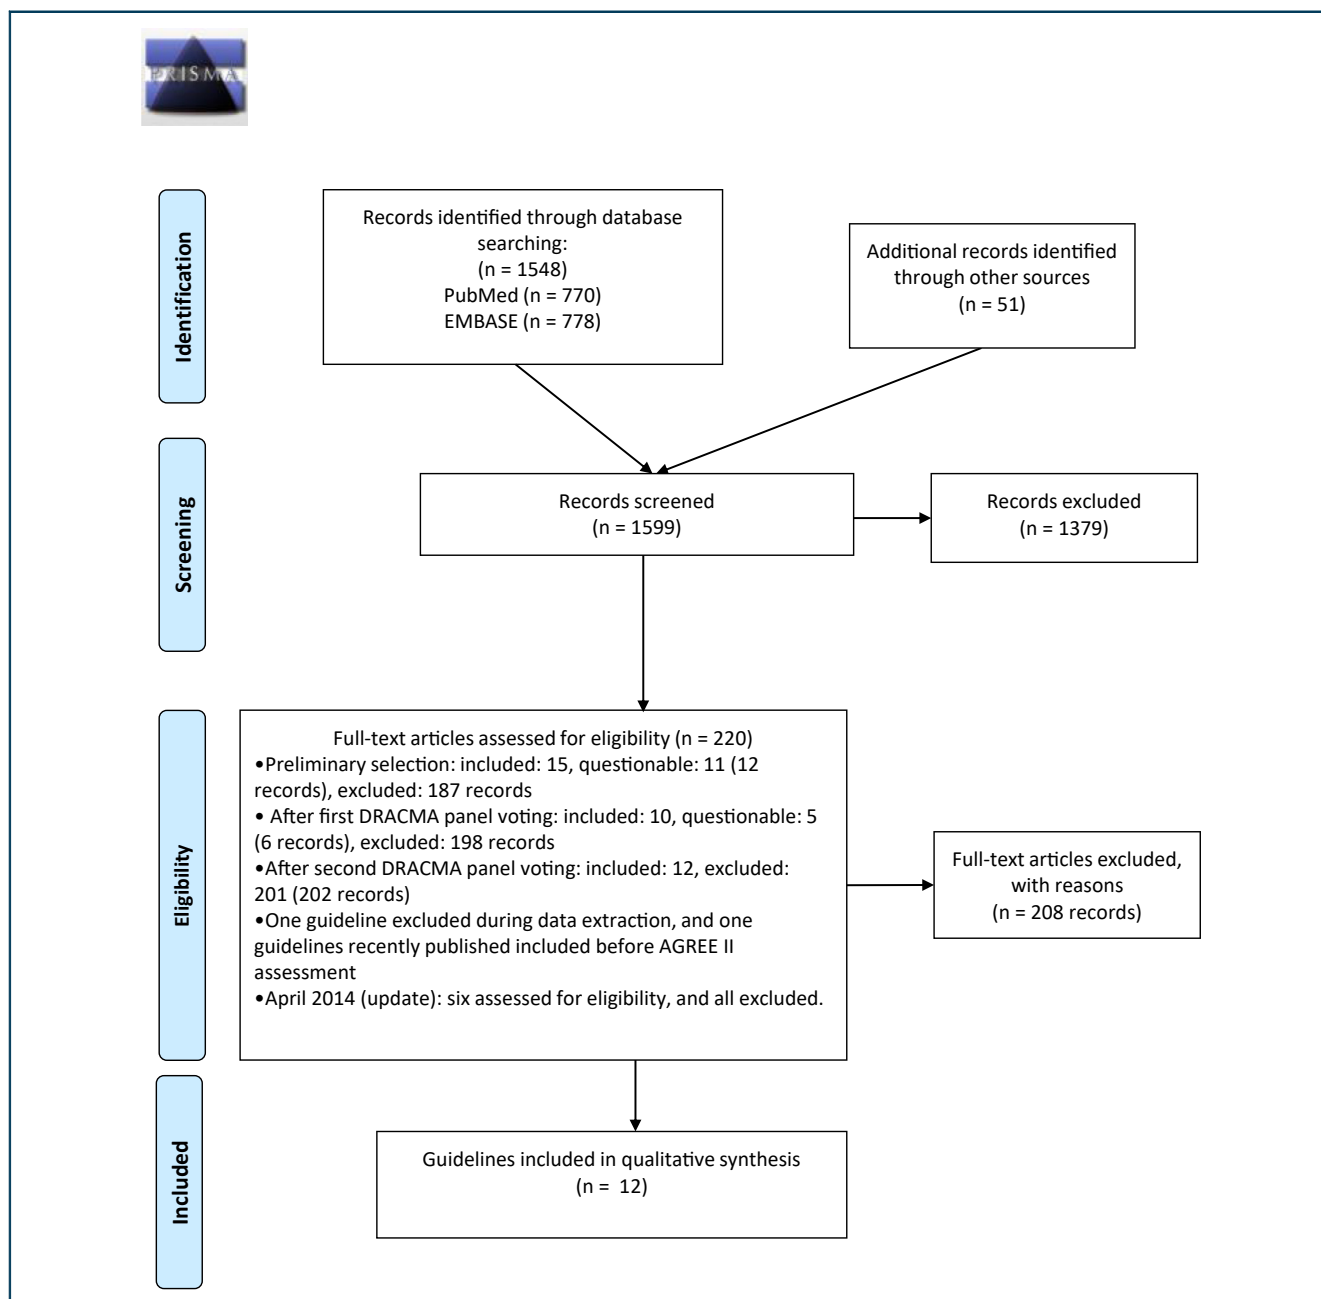 PRISMA
Identification
Records identified through database
searching:
(n = 1548)
PubMed (n = 770)
EMBASE (n = 778)
Additional records identified
through other sources
(n = 51)
Screening
Records screened
(n = 1599)
Records excluded
(n = 1379)
Eligibility
Full-text articles assessed for eligibility (n = 220)
•Preliminary selection: included: 15, questionable: 11 (12
records), excluded: 187 records
• After first DRACMA panel voting: included: 10, questionable: 5
(6 records), excluded: 198 records
•After second DRACMA panel voting: included: 12, excluded:
201 (202 records)
•One guideline excluded during data extraction, and one
guidelines recently published included before AGREE II
assessment
•April 2014 (update): six assessed for eligibility, and all excluded.
Full-text articles excluded,
with reasons
(n = 208 records)
Included
Guidelines included in qualitative synthesis
(n =  12)